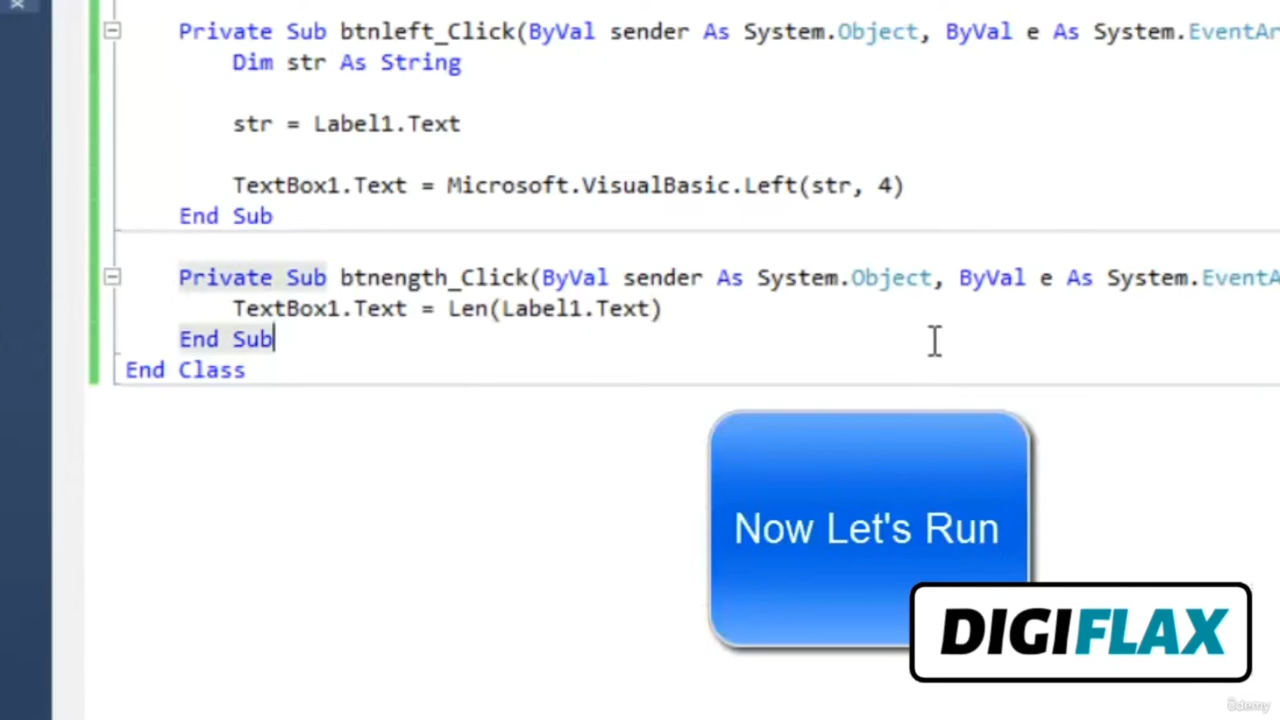 Private Sub btnleft_Click(ByVal sender As System.Object, ByVal e As System.EventAr
Dim str As String
str = Label1.Text
TextBox1.Text = Microsoft.VisualBasic.Left(str, 4)
End Sub
Private Sub btnength_Click(ByVal sender As System.Object, ByVal e As System.EventA
TextBox1.Text = Len(Label1.Text)
End Sub
End Class
Now Let's Run
DIGIFLAX
ûdemy